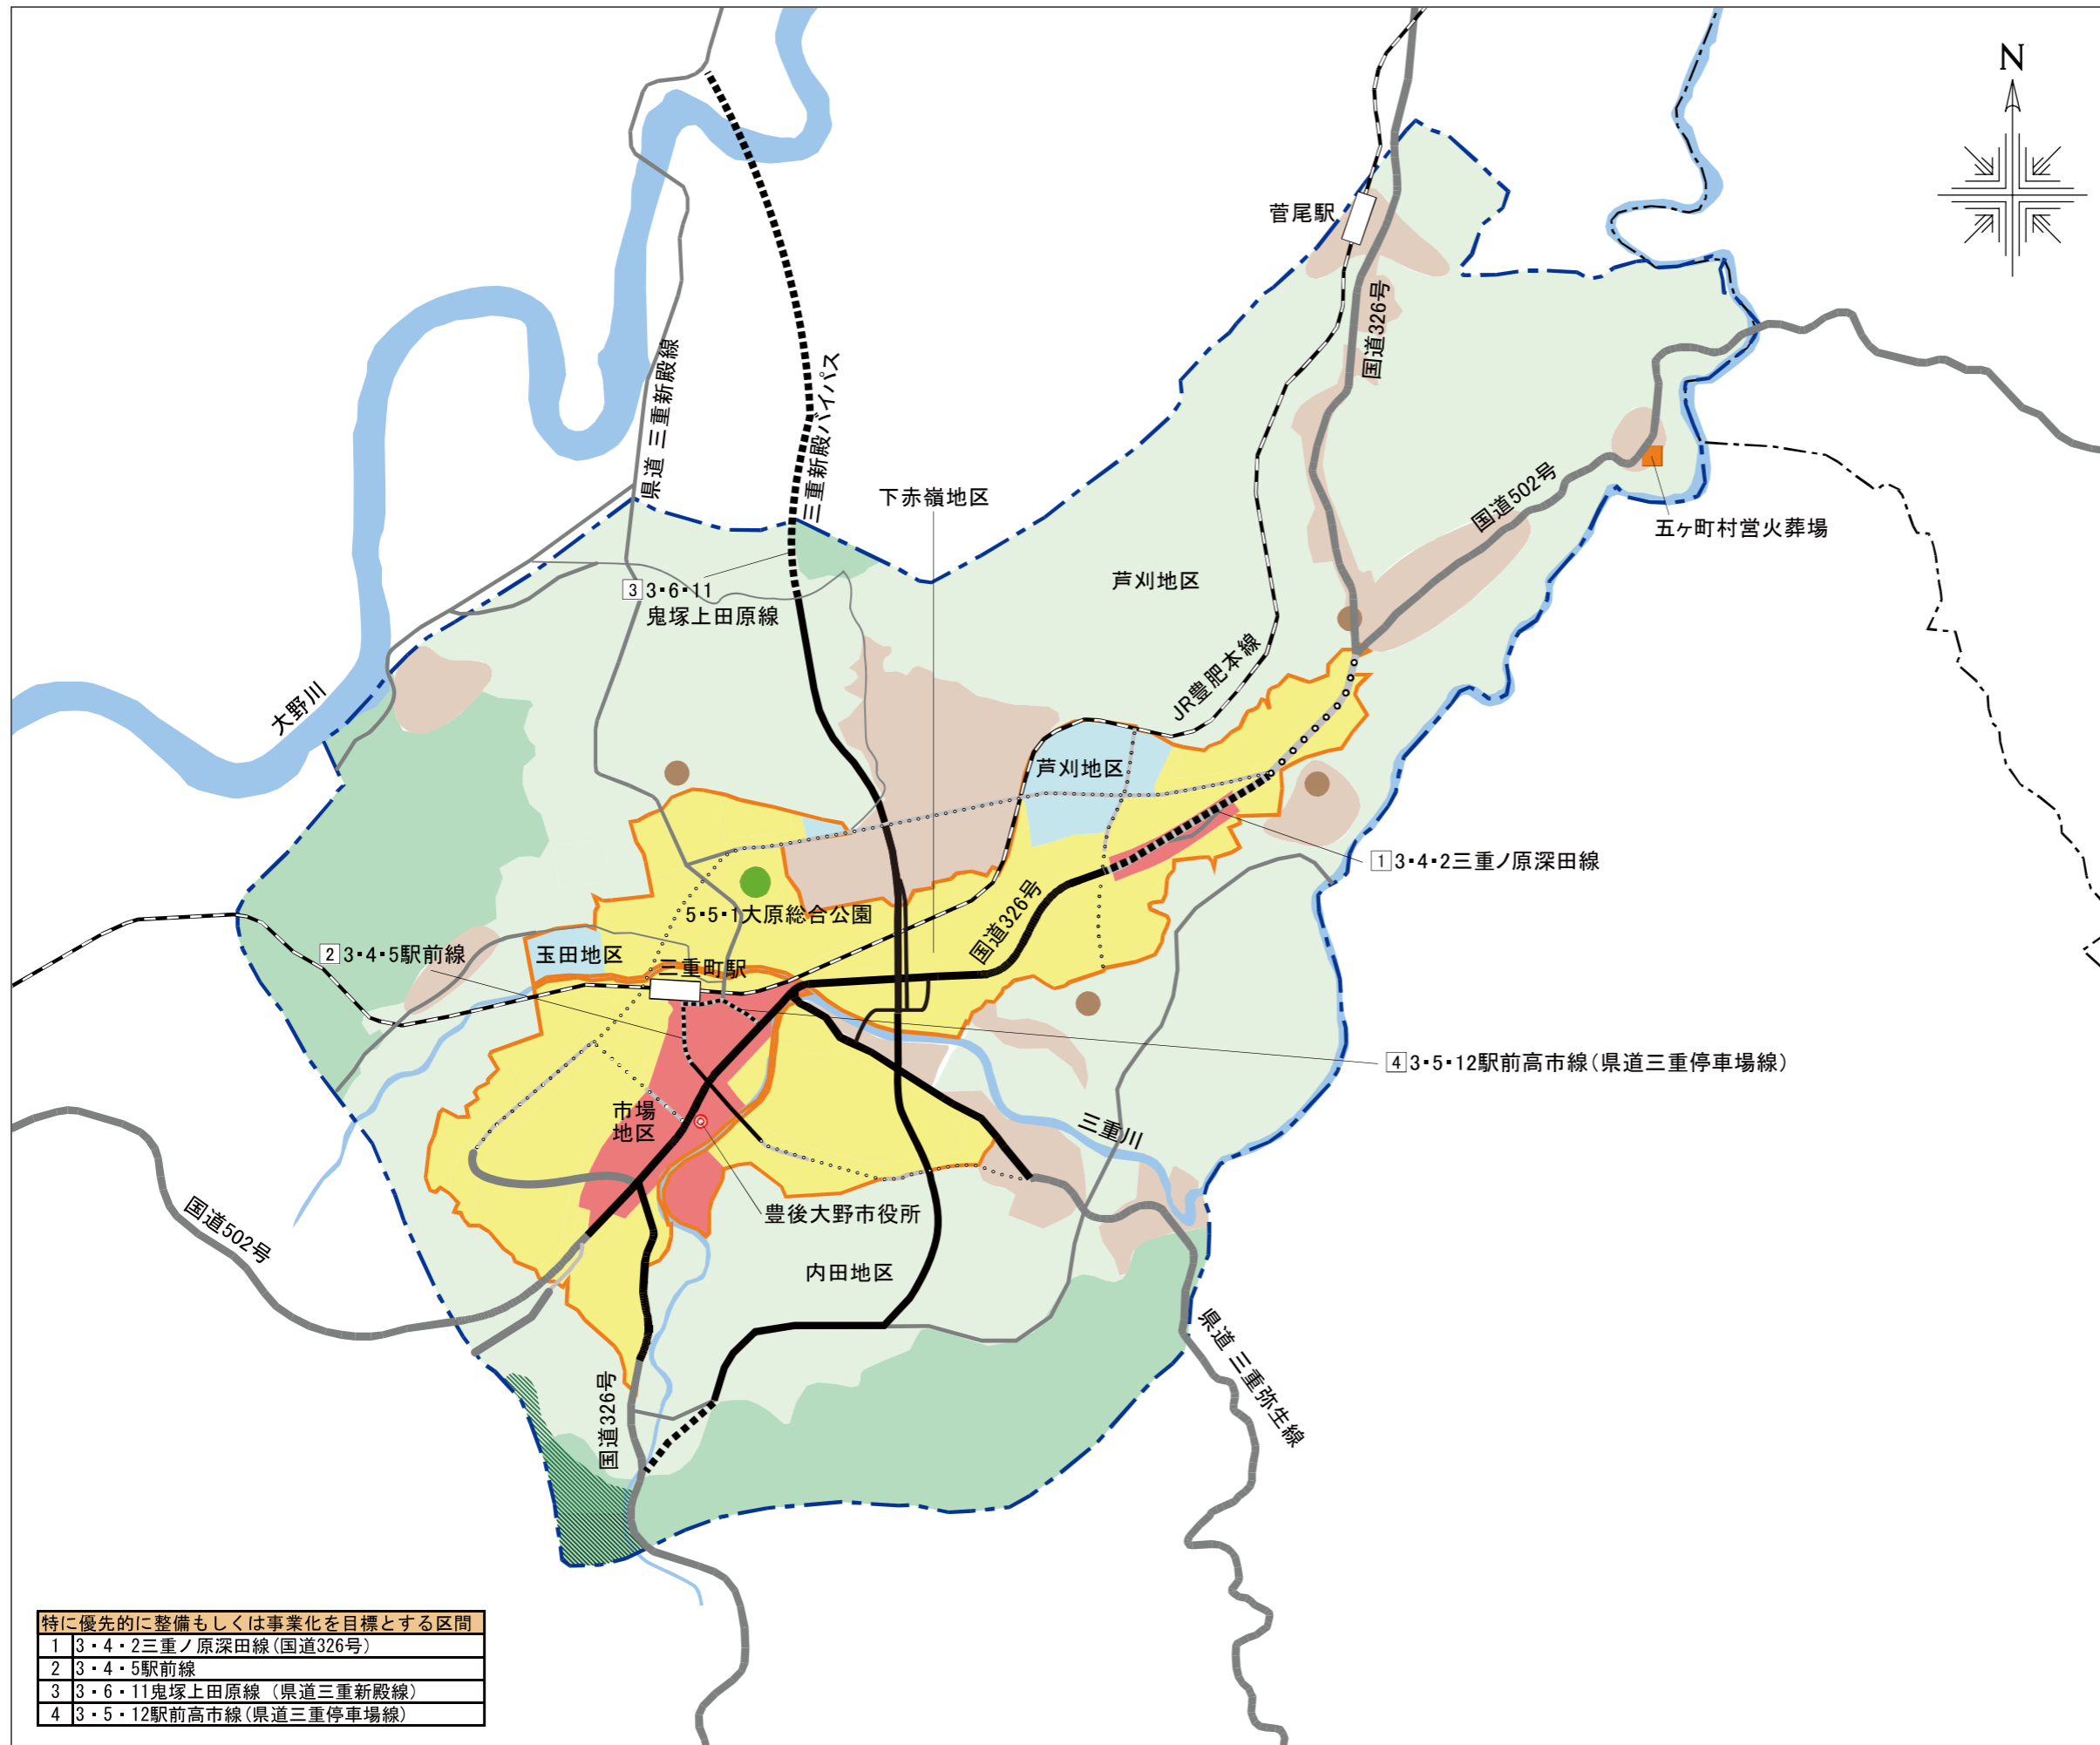 N
菅尾駅
国道326号
県道 三重新殿線
三重新殿バイパス
下赤嶺地区
国道502号
五ヶ町村営火葬場
芦刈地区
3 3・6・11
鬼塚上田原線
大野川
JR豊肥本線
芦刈地区
1 3・4・2三重ノ原深田線
5・5・1大原総合公園
国道326号
2 3・4・5駅前線
玉田地区
三重町駅
4 3・5・12駅前高市線(県道三重停車場線)
市場
地区
三重川
国道502号
豊後大野市役所
内田地区
県道 三重弥生線
国道326号
特に優先的に整備もしくは事業化を目標とする区間
1 3・4・2三重ノ原深田線(国道326号)
2 3・4・5駅前線
3 3・6・11鬼塚上田原線（県道三重新殿線）
4 3・5・12駅前高市線(県道三重停車場線)